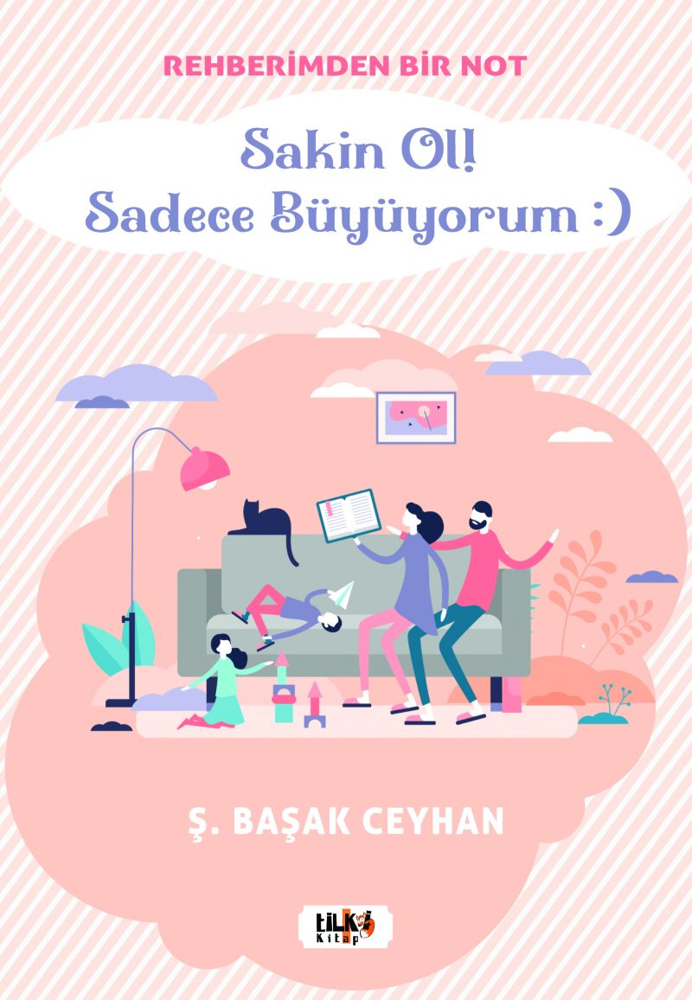 REHBERİMDEN BİR NOT
Sakin Ol!
Sadece Büyüyorum :)
Ş. BAŞAK CEYHAN
tiLKi
Kitap